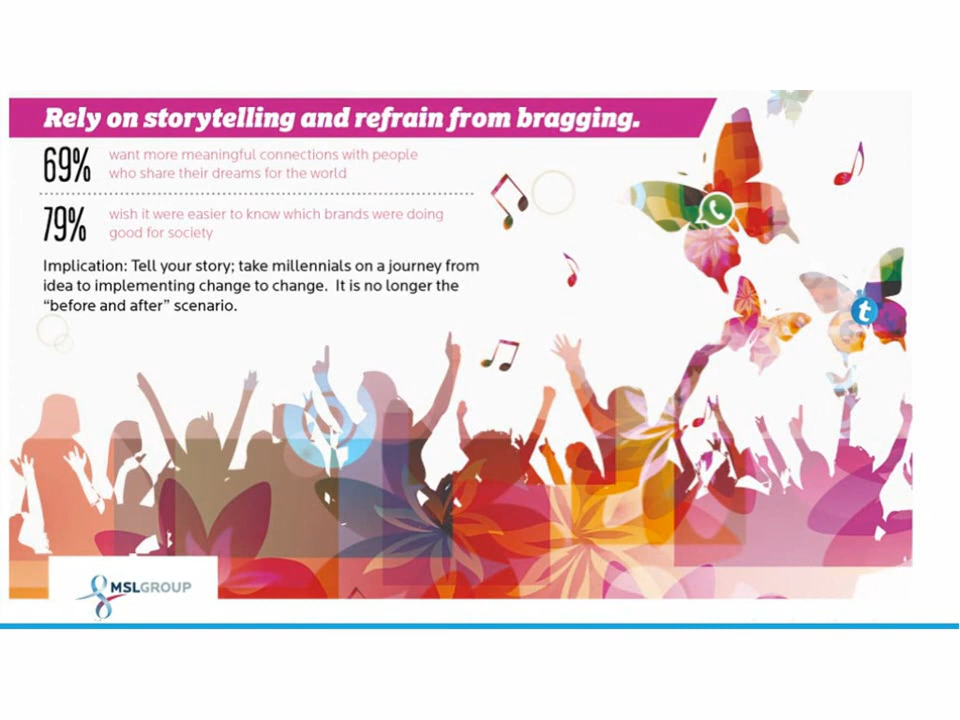 Rely on storytelling and refrain from bragging.
69%
want more meaningful connections with people
who share their dreams for the world
79%
wish it were easier to know which brands were doing
good for society
Implication: Tell your story; take millennials on a journey from
idea to implementing change to change.  It is no longer the
“before and after” scenario.
t
MSLGROUP